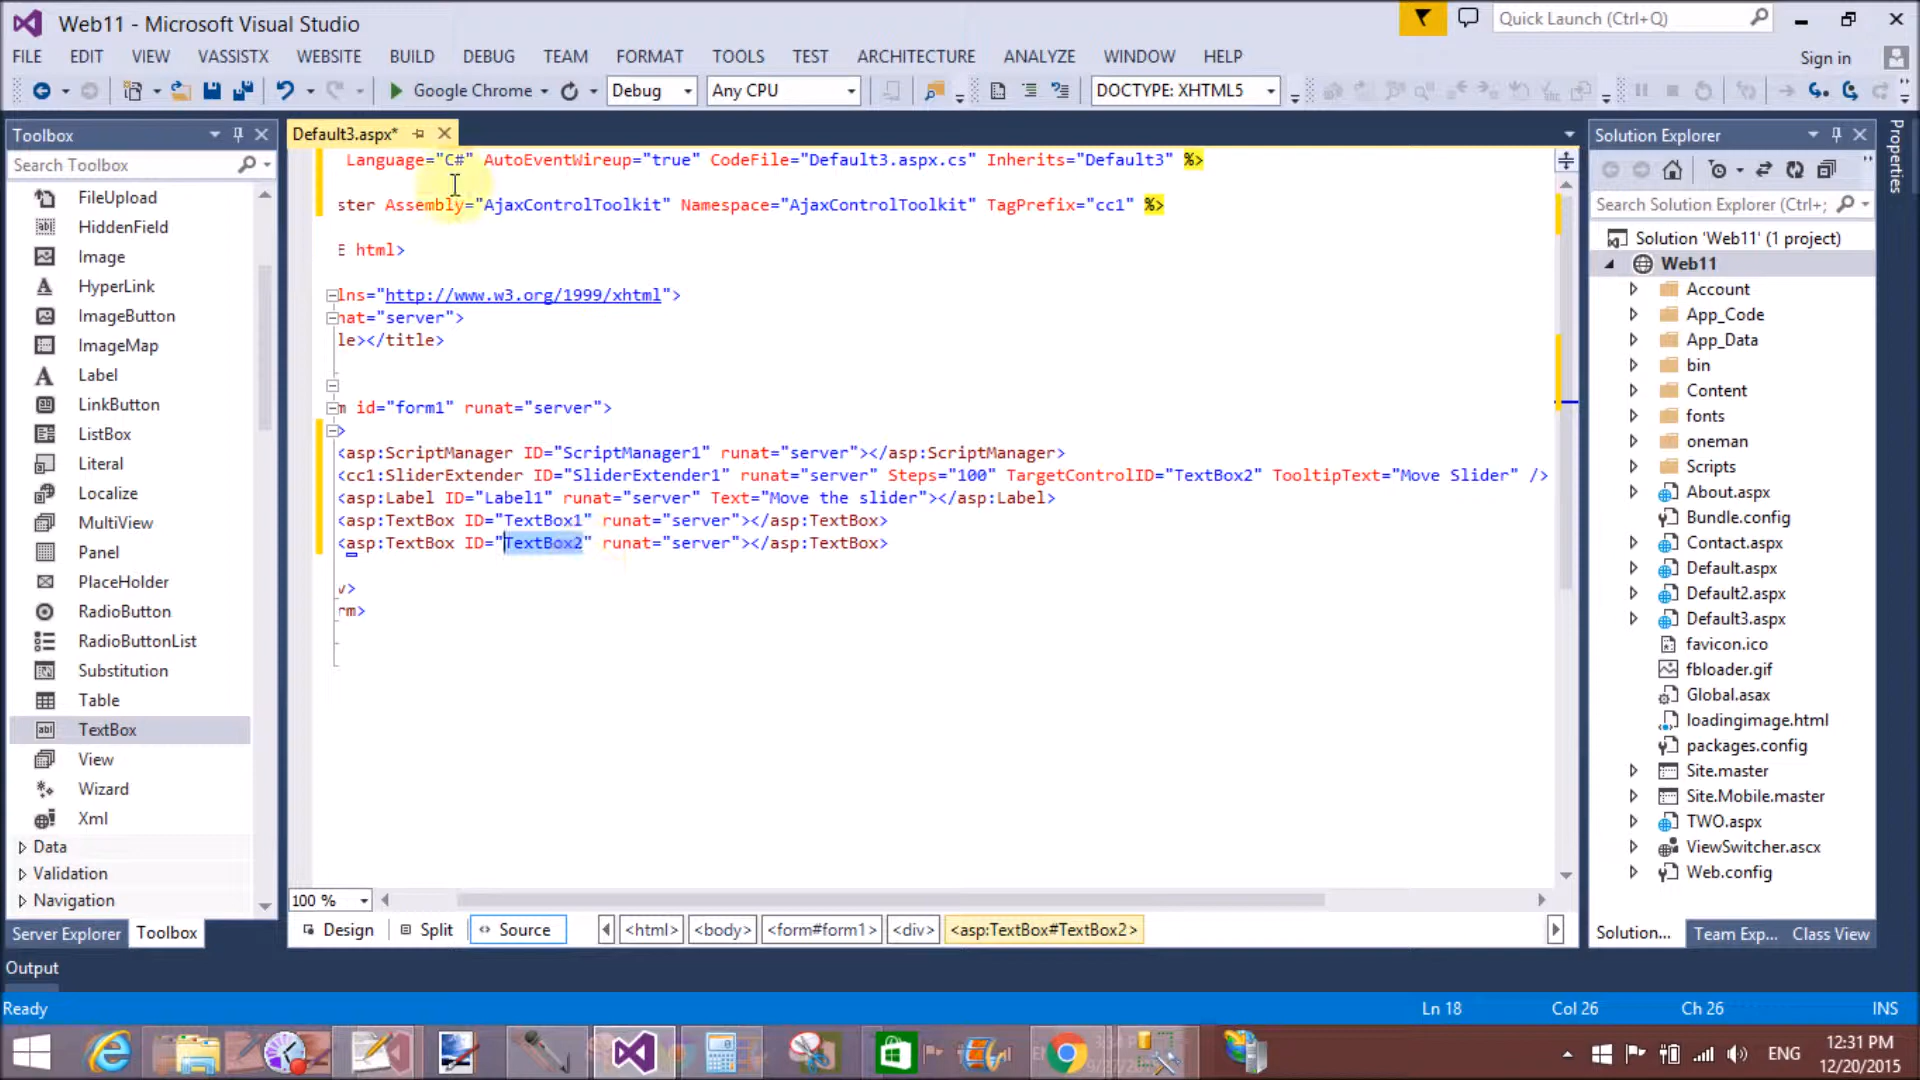 Web11 - Microsoft Visual Studio
Quick Launch (Ctrl+Q)
FILE EDIT VIEW VASSISTX WEBSITE BUILD DEBUG TEAM FORMAT TOOLS TEST ARCHITECTURE ANALYZE WINDOW HELP
Sign in
Google Chrome Debug Any CPU DOCTYPE: XHTML5
Toolbox
Search Toolbox
FileUpload
HiddenField
Image
HyperLink
ImageButton
ImageMap
Label
LinkButton
ListBox
Literal
Localize
MultiView
Panel
PlaceHolder
RadioButton
RadioButtonList
Substitution
Table
TextBox
View
Wizard
Xml
Data
Validation
Navigation
Server Explorer Toolbox
Default3.aspx*
Language="C#" AutoEventWireup="true" CodeFile="Default3.aspx.cs" Inherits="Default3" %>
ster Assembly="AjaxControlToolkit" Namespace="AjaxControlToolkit" TagPrefix="cc1" %>
E html>
lns="http://www.w3.org/1999/xhtml">
nat="server">
le></title>
m id="form1" runat="server">
>
<asp:ScriptManager ID="ScriptManager1" runat="server"></asp:ScriptManager>
<cc1:SliderExtender ID="SliderExtender1" runat="server" Steps="100" TargetControlID="TextBox2" TooltipText="Move Slider" />
<asp:Label ID="Label1" runat="server" Text="Move the slider"></asp:Label>
<asp:TextBox ID="TextBox1" runat="server"></asp:TextBox>
<asp:TextBox ID="TextBox2" runat="server"></asp:TextBox>
v>
rm>
100 %
Design Split Source <html> <body> <form#form1> <div> <asp:TextBox#TextBox2>
Solution Explorer
Search Solution Explorer (Ctrl+;
Solution 'Web11' (1 project)
Web11
Account
App_Code
App_Data
bin
Content
fonts
oneman
Scripts
About.aspx
Bundle.config
Contact.aspx
Default.aspx
Default2.aspx
Default3.aspx
favicon.ico
fbloader.gif
Global.asax
loadingimage.html
packages.config
Site.master
Site.Mobile.master
TWO.aspx
ViewSwitcher.ascx
Web.config
Solution... Team Exp... Class View
Properties
Output
Ready
Ln 18 Col 26 Ch 26 INS
ENG
12:31 PM
12/20/2015